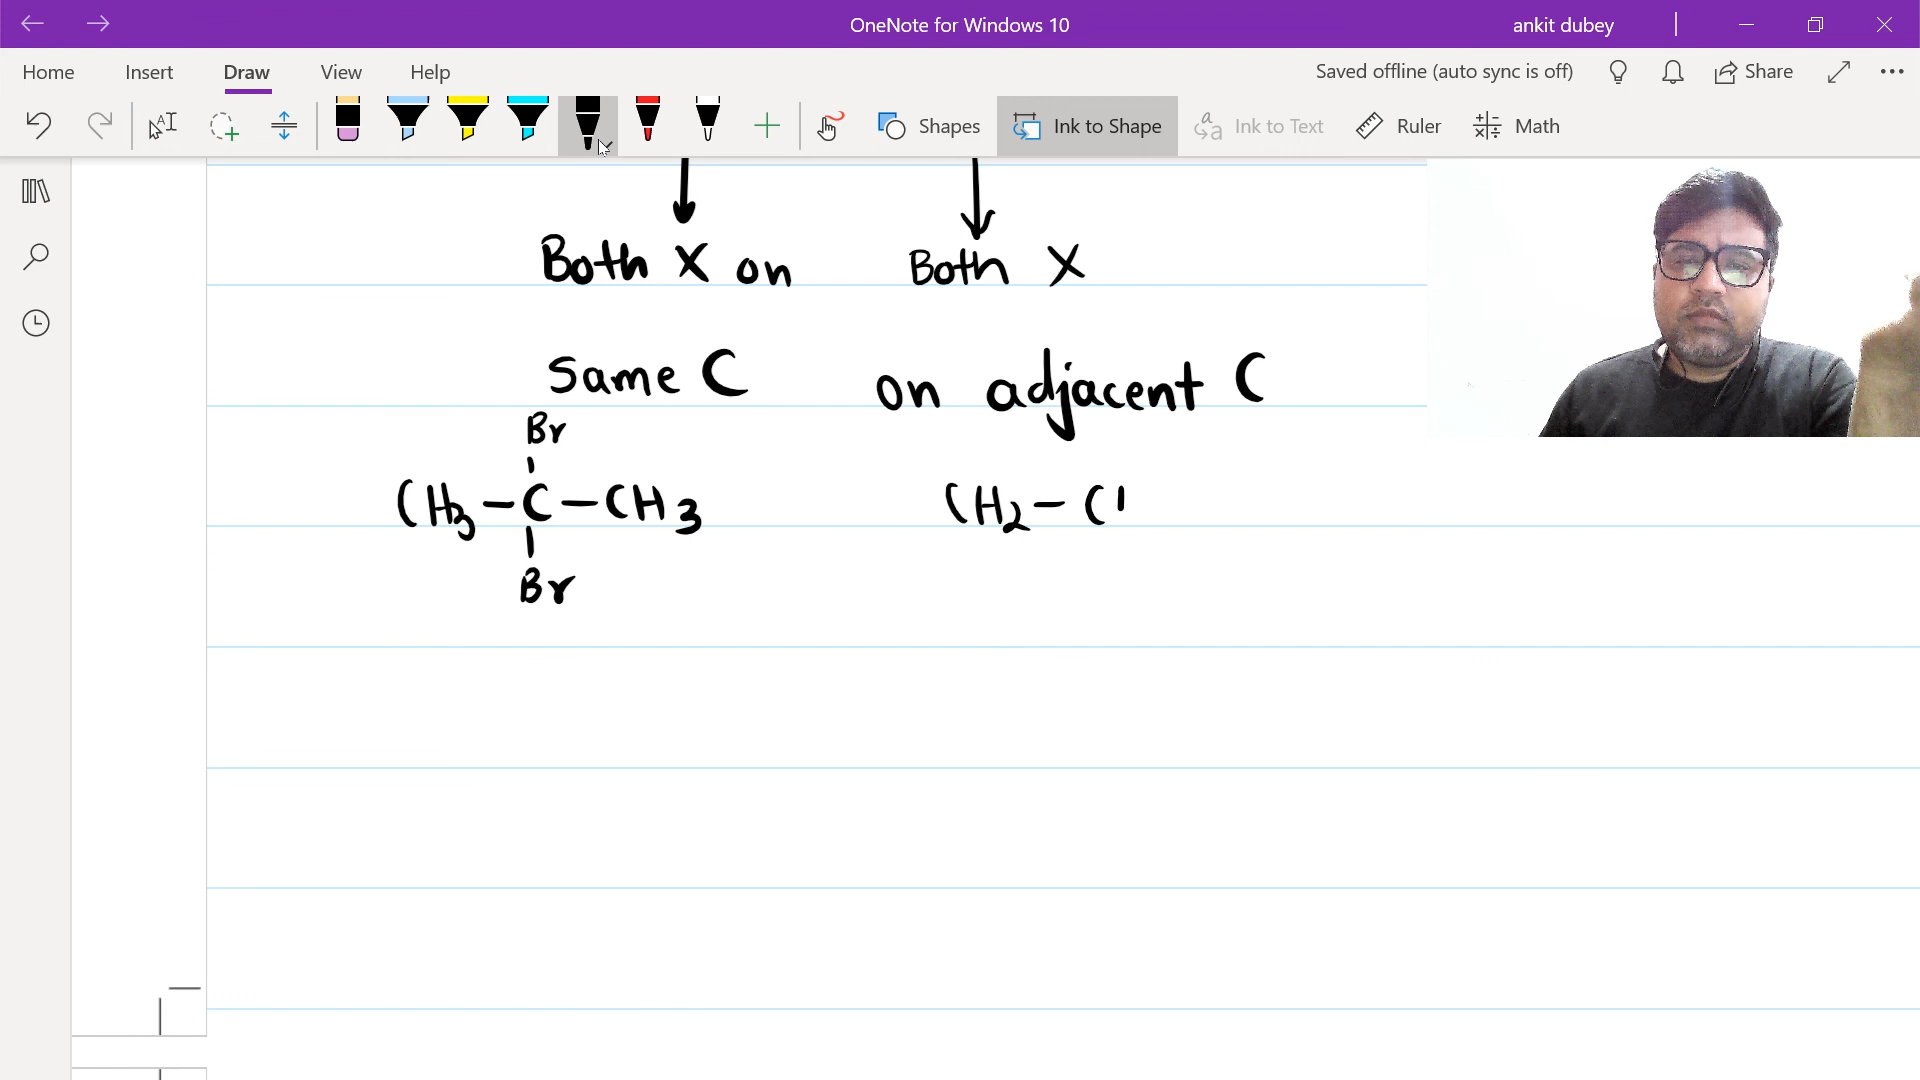 OneNote for Windows 10
ankit dubey
Home Insert Draw View Help
Saved offline (auto sync is off)
Share
Shapes
Ink to Shape
Ink to Text
Ruler
Math
Both X on
Same C
Br
CH3 - C - CH3
Br
Both X
on adjacent C
CH2 - C